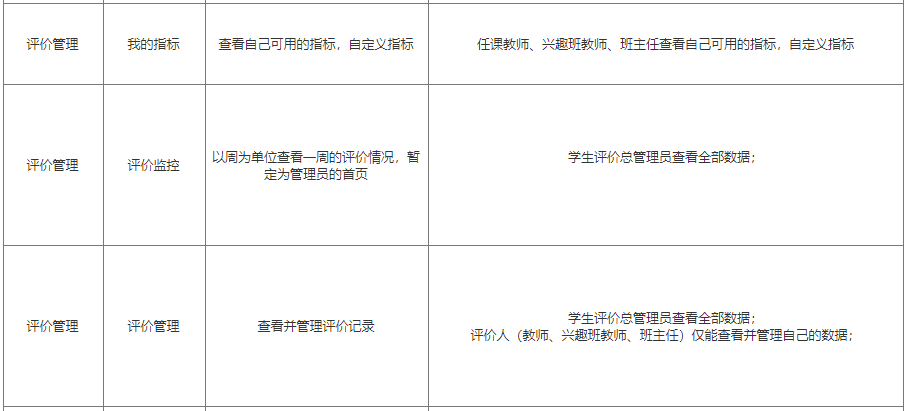 评价管理
我的指标
查看自己可用的指标，自定义指标
任课教师、兴趣班教师、班主任查看自己可用的指标，自定义指标
评价管理
评价监控
以周为单位查看一周的评价情况，暂
定为管理员的首页
学生评价总管理员查看全部数据；
评价管理
评价管理
查看并管理评价记录
学生评价总管理员查看全部数据；
评价人（教师、兴趣班教师、班主任）仅能查看并管理自己的数据；